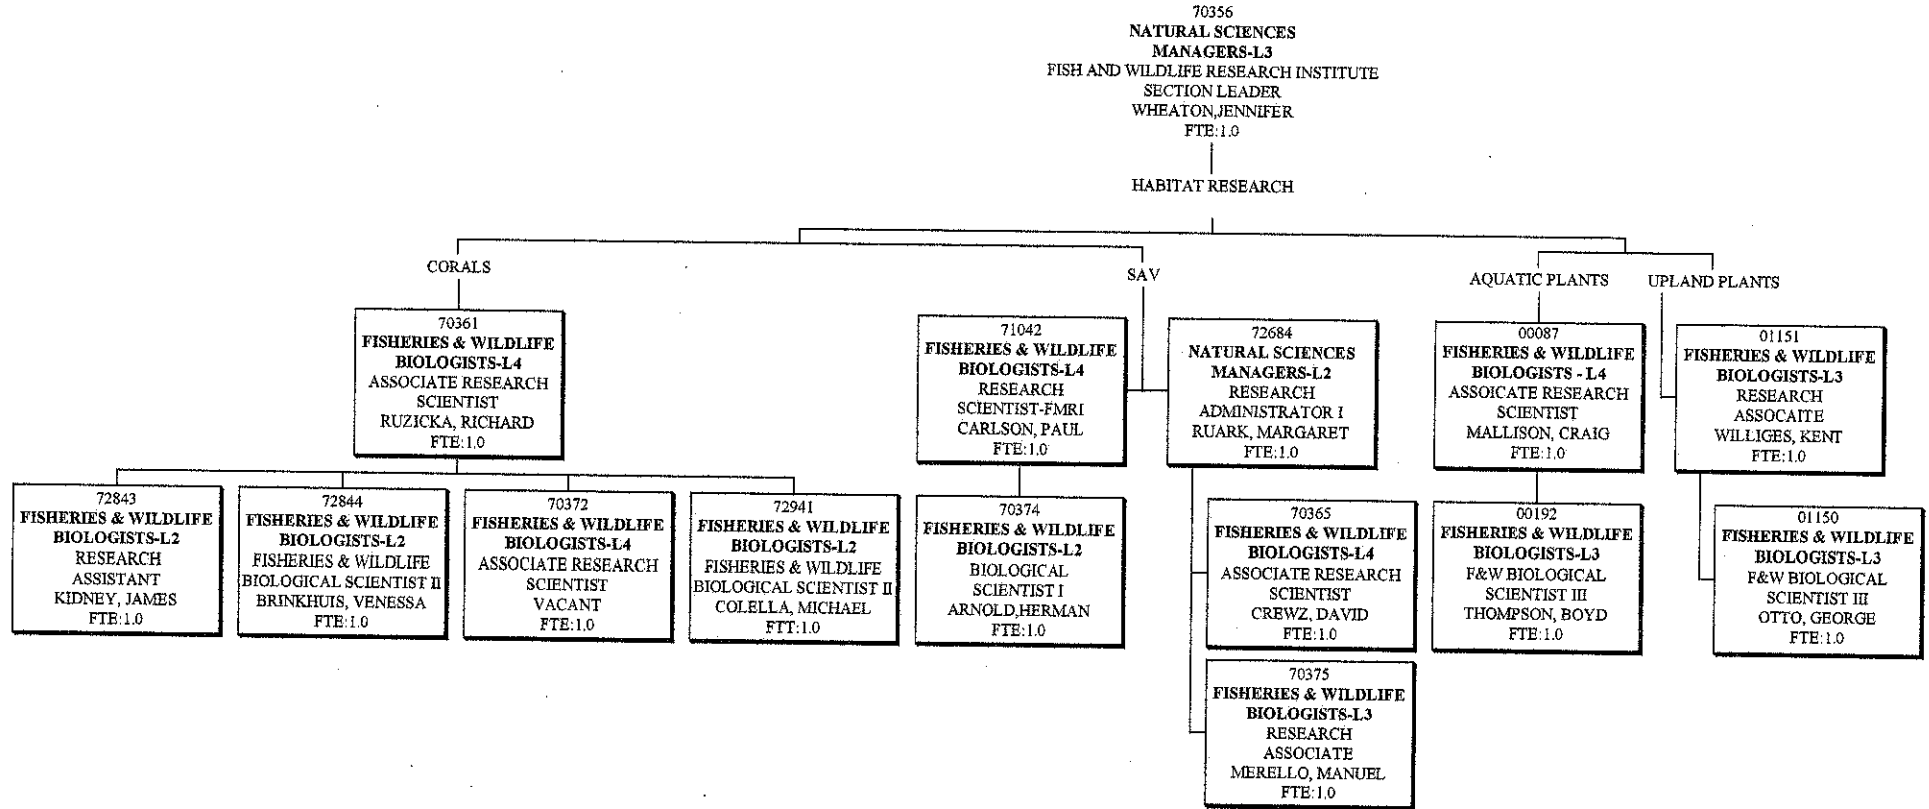 70356
NATURAL SCIENCES
MANAGERS-L3
FISH AND WILDLIFE RESEARCH INSTITUTE
SECTION LEADER
WHEATON,JENNIFER
FTE:1.0
HABITAT RESEARCH
CORALS
SAV
AQUATIC PLANTS
UPLAND PLANTS
70361
FISHERIES & WILDLIFE
BIOLOGISTS-L4
ASSOCIATE RESEARCH
SCIENTIST
RUZICKA, RICHARD
FTE:1.0
71042
FISHERIES & WILDLIFE
BIOLOGISTS-L4
RESEARCH
SCIENTIST-FMRI
CARLSON, PAUL
FTE:1.0
72684
NATURAL SCIENCES
MANAGERS-L2
RESEARCH
ADMINISTRATOR I
RUARK, MARGARET
FTE:1.0
00087
FISHERIES & WILDLIFE
BIOLOGISTS - L4
ASSOICATE RESEARCH
SCIENTIST
MALLISON, CRAIG
FTE:1.0
01151
FISHERIES & WILDLIFE
BIOLOGISTS-L3
RESEARCH
ASSOCAITE
WILLIGES, KENT
FTE:1.0
72843
FISHERIES & WILDLIFE
BIOLOGISTS-L2
RESEARCH
ASSISTANT
KIDNEY, JAMES
FTE:1.0
72844
FISHERIES & WILDLIFE
BIOLOGISTS-L2
FISHERIES & WILDLIFE
BIOLOGICAL SCIENTIST II
BRINKHUIS, VENESSA
FTE:1.0
70372
FISHERIES & WILDLIFE
BIOLOGISTS-L4
ASSOCIATE RESEARCH
SCIENTIST
VACANT
FTE:1.0
72941
FISHERIES & WILDLIFE
BIOLOGISTS-L2
FISHERIES & WILDLIFE
BIOLOGICAL SCIENTIST II
COLELLA, MICHAEL
FTT:1.0
70374
FISHERIES & WILDLIFE
BIOLOGISTS-L2
BIOLOGICAL
SCIENTIST I
ARNOLD,HERMAN
FTE:1.0
70365
FISHERIES & WILDLIFE
BIOLOGISTS-L4
ASSOCIATE RESEARCH
SCIENTIST
CREWZ, DAVID
FTE:1.0
00192
FISHERIES & WILDLIFE
BIOLOGISTS-L3
F&W BIOLOGICAL
SCIENTIST III
THOMPSON, BOYD
FTE:1.0
01150
FISHERIES & WILDLIFE
BIOLOGISTS-L3
F&W BIOLOGICAL
SCIENTIST III
OTTO, GEORGE
FTE:1.0
70375
FISHERIES & WILDLIFE
BIOLOGISTS-L3
RESEARCH
ASSOCIATE
MERELLO, MANUEL
FTE:1.0